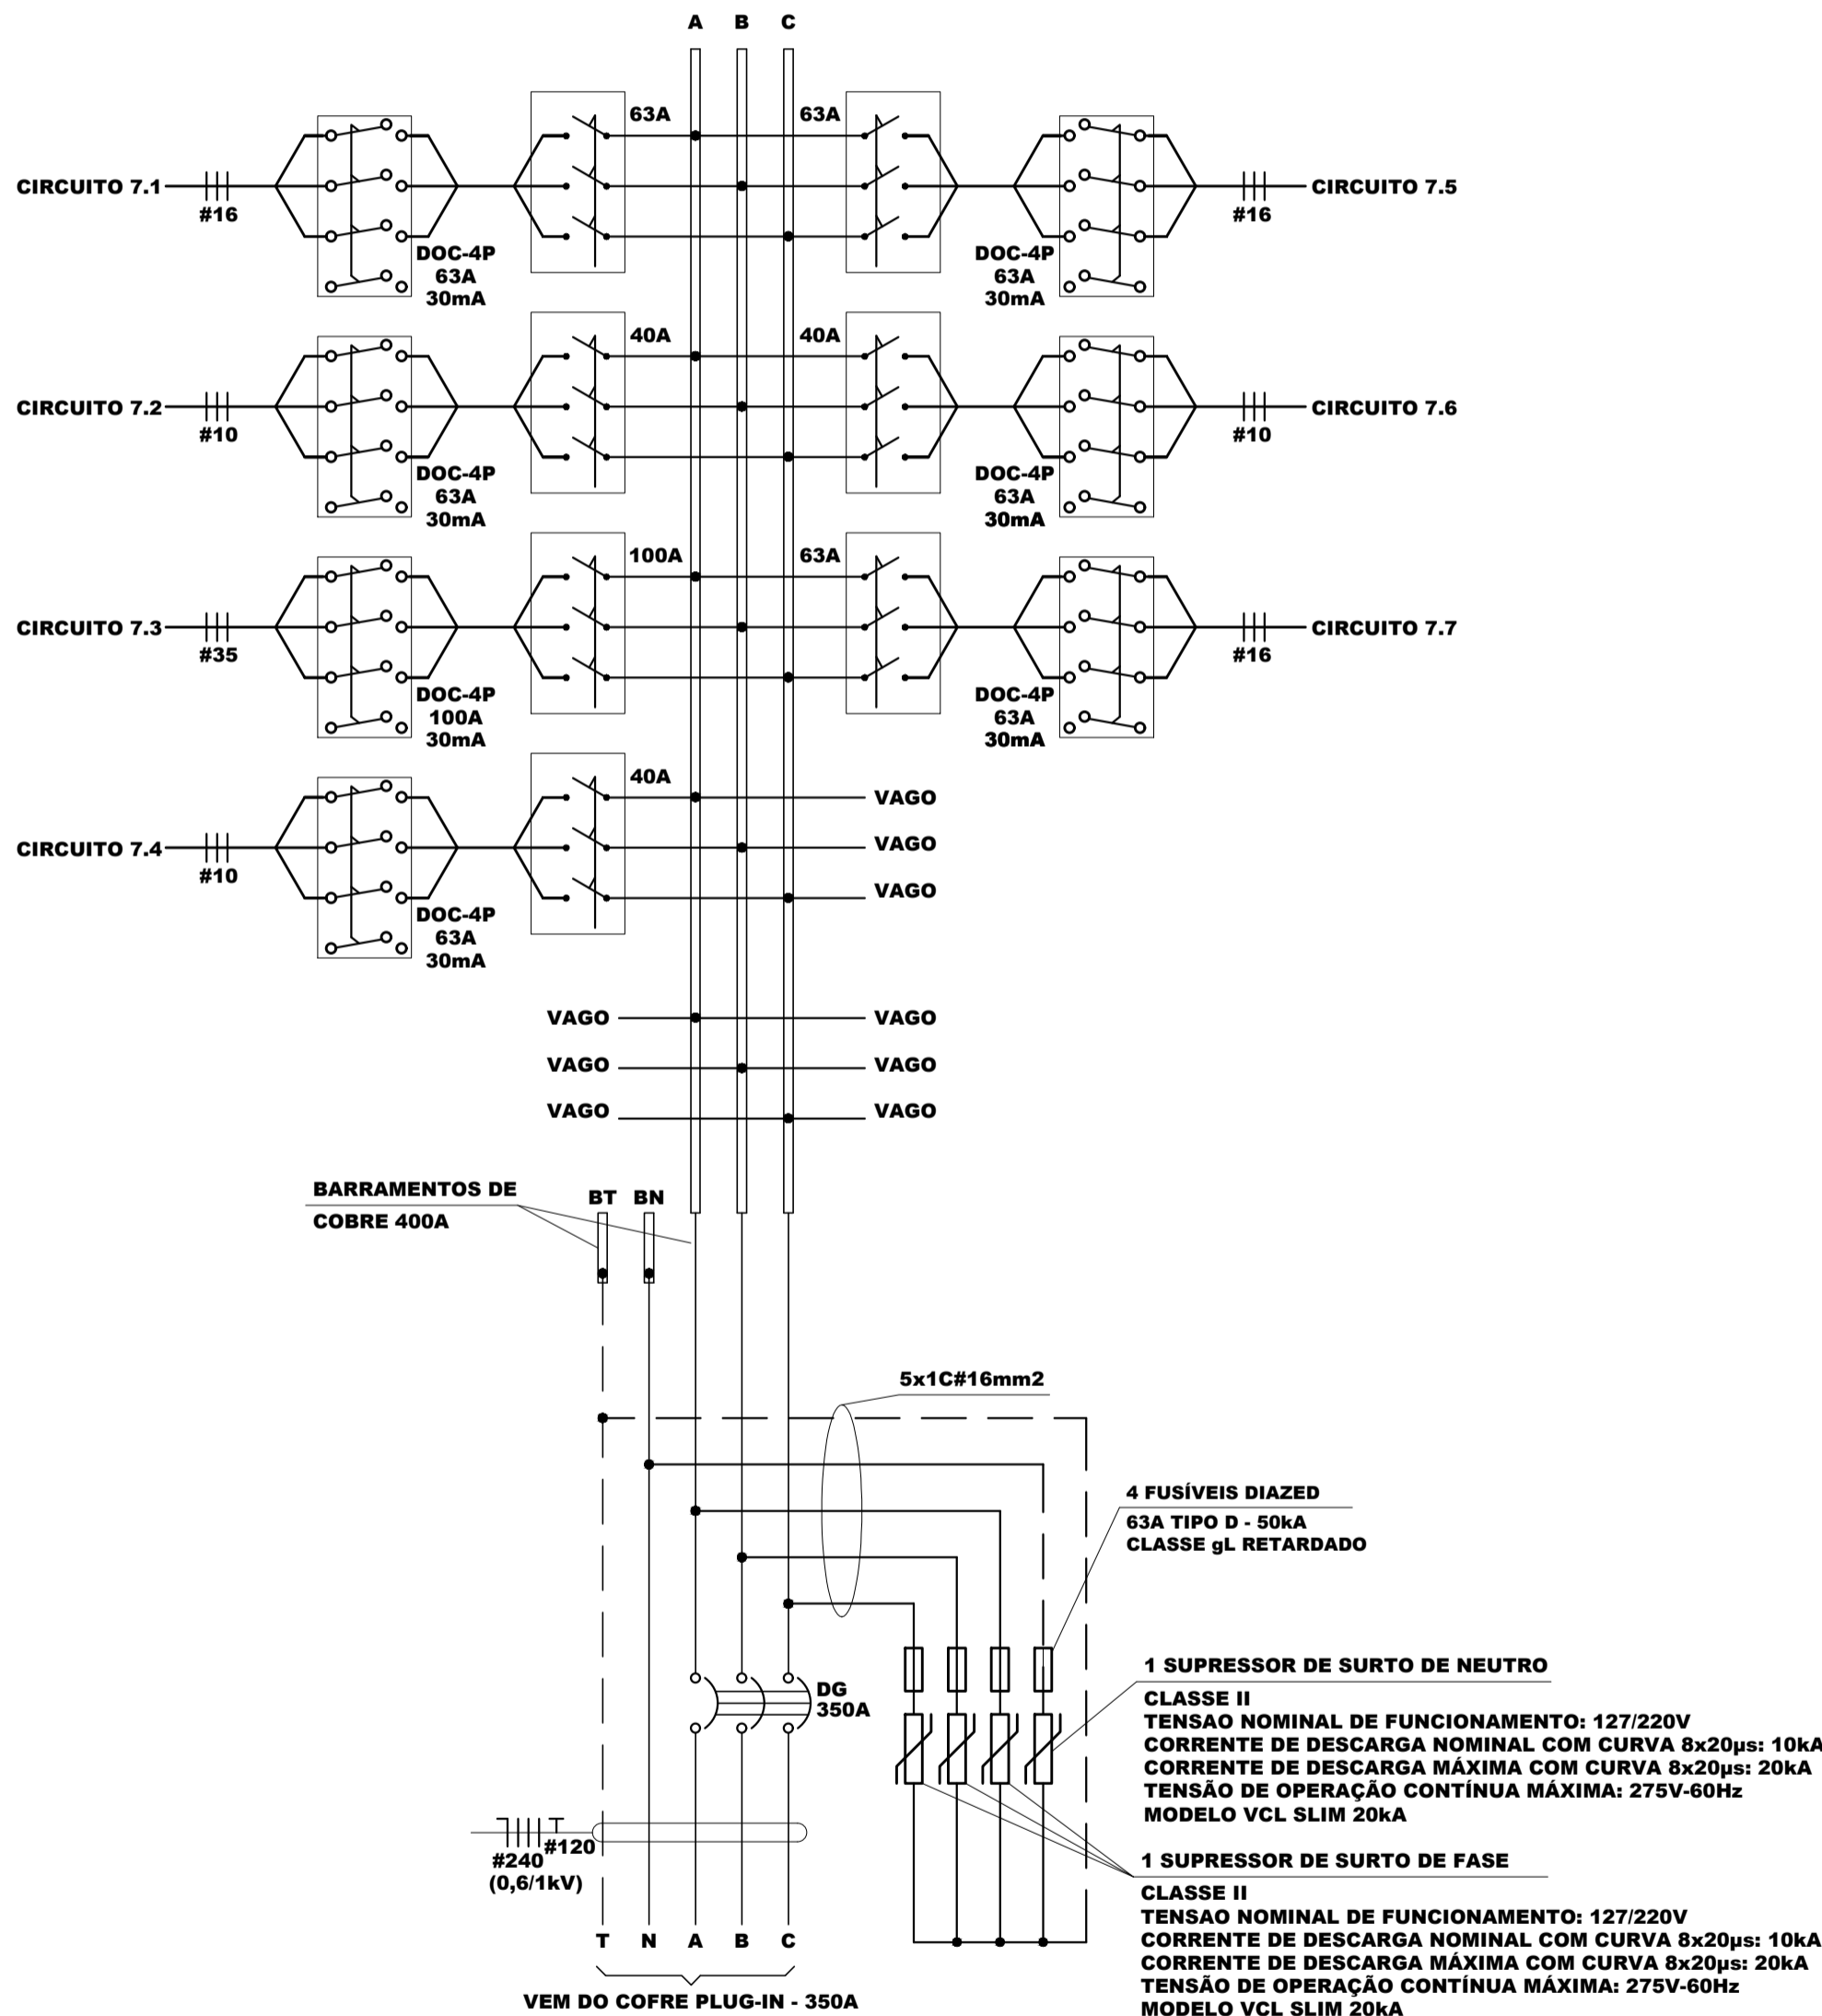 A B C
63A 63A
CIRCUITO 7.1
#16
DOC-4P
63A
30mA
DOC-4P
63A
30mA
#16
CIRCUITO 7.5
40A 40A
CIRCUITO 7.2
#10
DOC-4P
63A
30mA
DOC-4P
63A
30mA
#10
CIRCUITO 7.6
100A 63A
CIRCUITO 7.3
#35
DOC-4P
100A
30mA
DOC-4P
63A
30mA
#16
CIRCUITO 7.7
40A
CIRCUITO 7.4
#10
DOC-4P
63A
30mA
VAGO
VAGO
VAGO
VAGO VAGO
VAGO VAGO
VAGO VAGO
BARRAMENTOS DE
COBRE 400A
BT BN
5x1C#16mm2
4 FUSÍVEIS DIAZED
63A TIPO D - 50kA
CLASSE gL RETARDADO
DG
350A
1 SUPRESSOR DE SURTO DE NEUTRO
CLASSE II
TENSAO NOMINAL DE FUNCIONAMENTO: 127/220V
CORRENTE DE DESCARGA NOMINAL COM CURVA 8x20µs: 10kA
CORRENTE DE DESCARGA MÁXIMA COM CURVA 8x20µs: 20kA
TENSÃO DE OPERAÇÃO CONTÍNUA MÁXIMA: 275V-60Hz
MODELO VCL SLIM 20kA
#120
#240
(0,6/1kV)
1 SUPRESSOR DE SURTO DE FASE
CLASSE II
TENSAO NOMINAL DE FUNCIONAMENTO: 127/220V
CORRENTE DE DESCARGA NOMINAL COM CURVA 8x20µs: 10kA
CORRENTE DE DESCARGA MÁXIMA COM CURVA 8x20µs: 20kA
TENSÃO DE OPERAÇÃO CONTÍNUA MÁXIMA: 275V-60Hz
MODELO VCL SLIM 20kA
T N A B C
VEM DO COFRE PLUG-IN - 350A